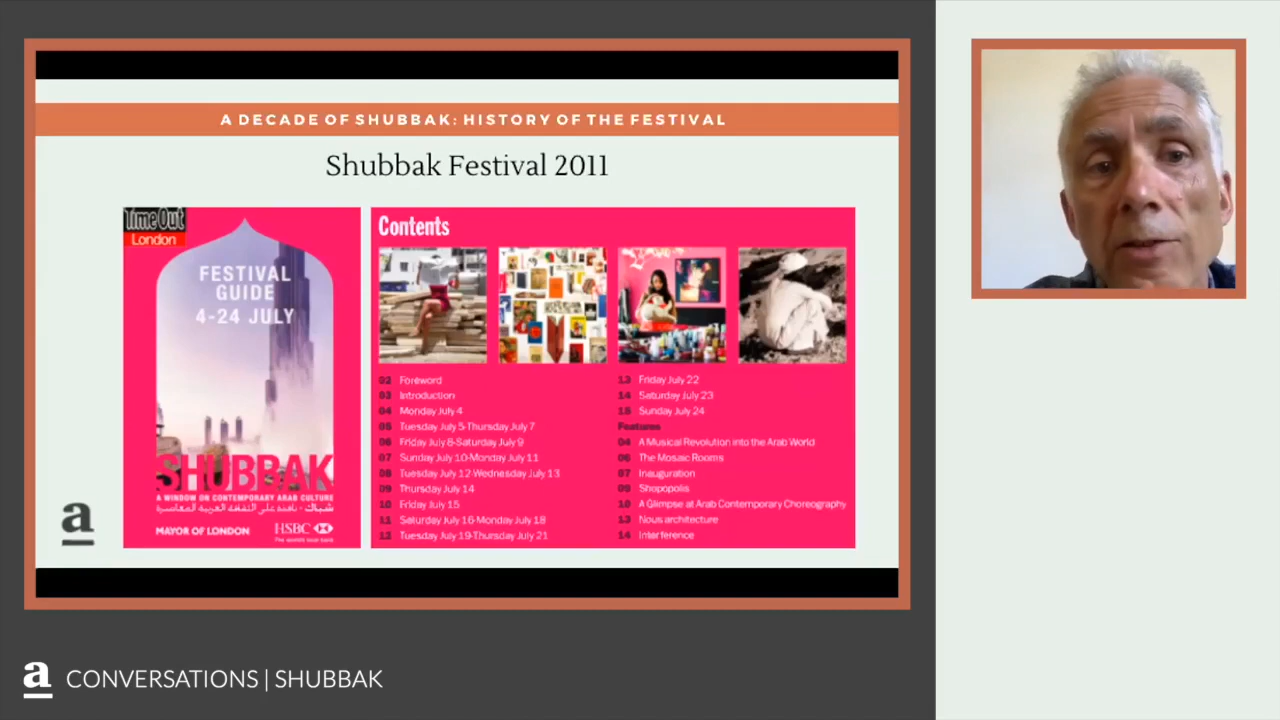 A DECADE OF SHUBBAK: HISTORY OF THE FESTIVAL
Shubbak Festival 2011
TimeOut
London
FESTIVAL
GUIDE
4-24 JULY
SHUBBAK
A WINDOW ON CONTEMPORARY ARAB CULTURE
شباك - نافذة على الثقافة العربية المعاصرة
MAYOR OF LONDON
HSBC
Contents
02 Foreword
03 Introduction
04 Monday July 4
05 Tuesday July 5-Thursday July 7
06 Friday July 8-Saturday July 9
07 Sunday July 10-Monday July 11
08 Tuesday July 12-Wednesday July 13
09 Thursday July 14
10 Friday July 15
11 Saturday July 16-Monday July 18
12 Tuesday July 19-Thursday July 21
13 Friday July 22
14 Saturday July 23
15 Sunday July 24
Features
04 A Musical Revolution into the Arab World
06 The Mosaic Rooms
07 Inauguration
09 Shopopolis
10 A Glimpse at Arab Contemporary Choreography
13 Nous architecture
14 Interference
a
a CONVERSATIONS | SHUBBAK